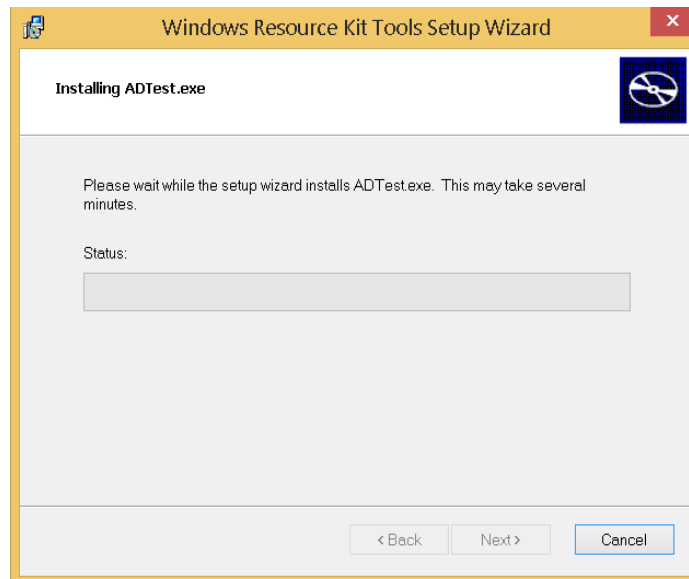 Windows Resource Kit Tools Setup Wizard
x
Installing ADTest.exe
Please wait while the setup wizard installs ADTest.exe. This may take several
minutes.
Status:
< Back
Next >
Cancel